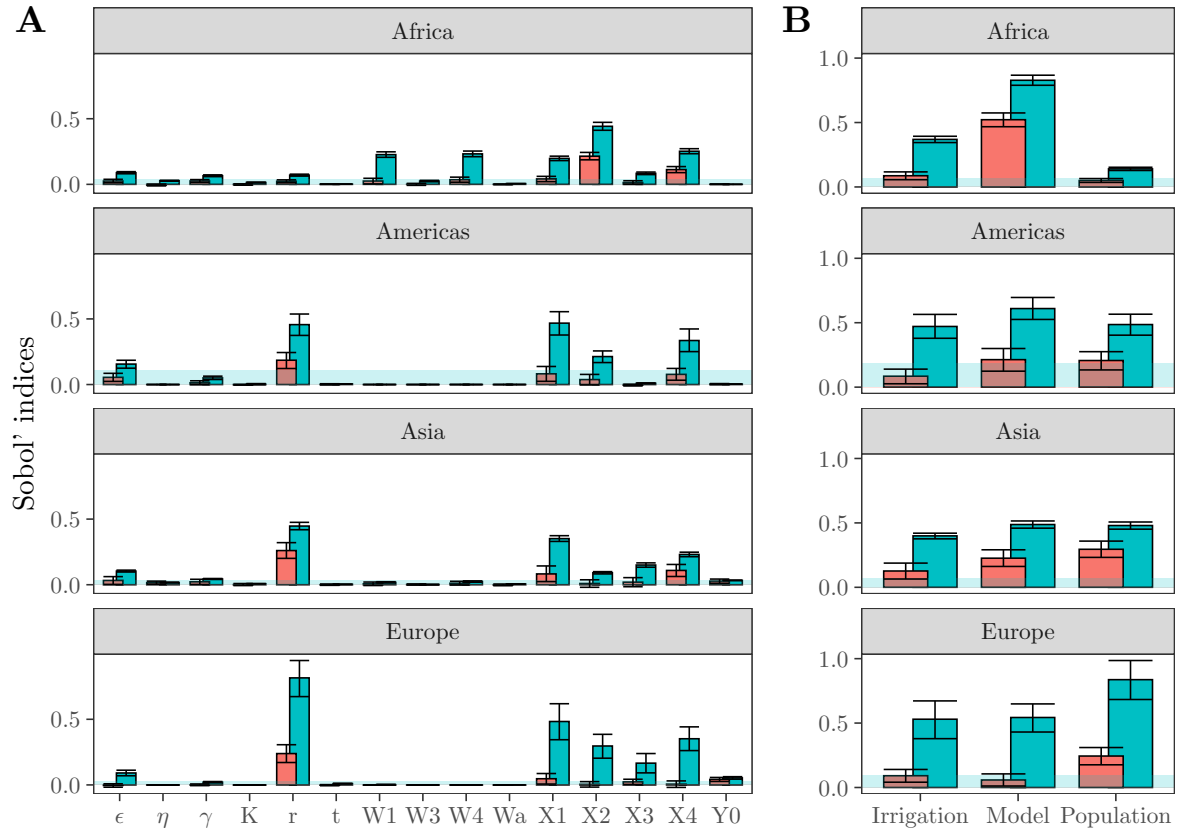 A
B
Africa
Africa
0.5
0.0
1.0
0.5
0.0
Americas
Americas
0.5
0.0
1.0
0.5
0.0
Sobol' indices
Asia
Asia
0.5
0.0
1.0
0.5
0.0
Europe
Europe
0.5
0.0
1.0
0.5
0.0
ϵ η γ K r t W1 W3 W4 Wa X1 X2 X3 X4 Y0
Irrigation Model Population